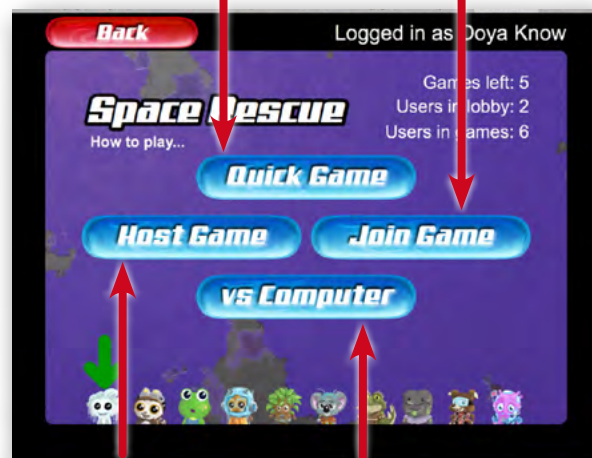 Back
Logged in as Doya Know
Games left: 5
Users in lobby: 2
Users in games: 6
Space Rescue
How to play...
Quick Game
Host Game
Join Game
vs Computer